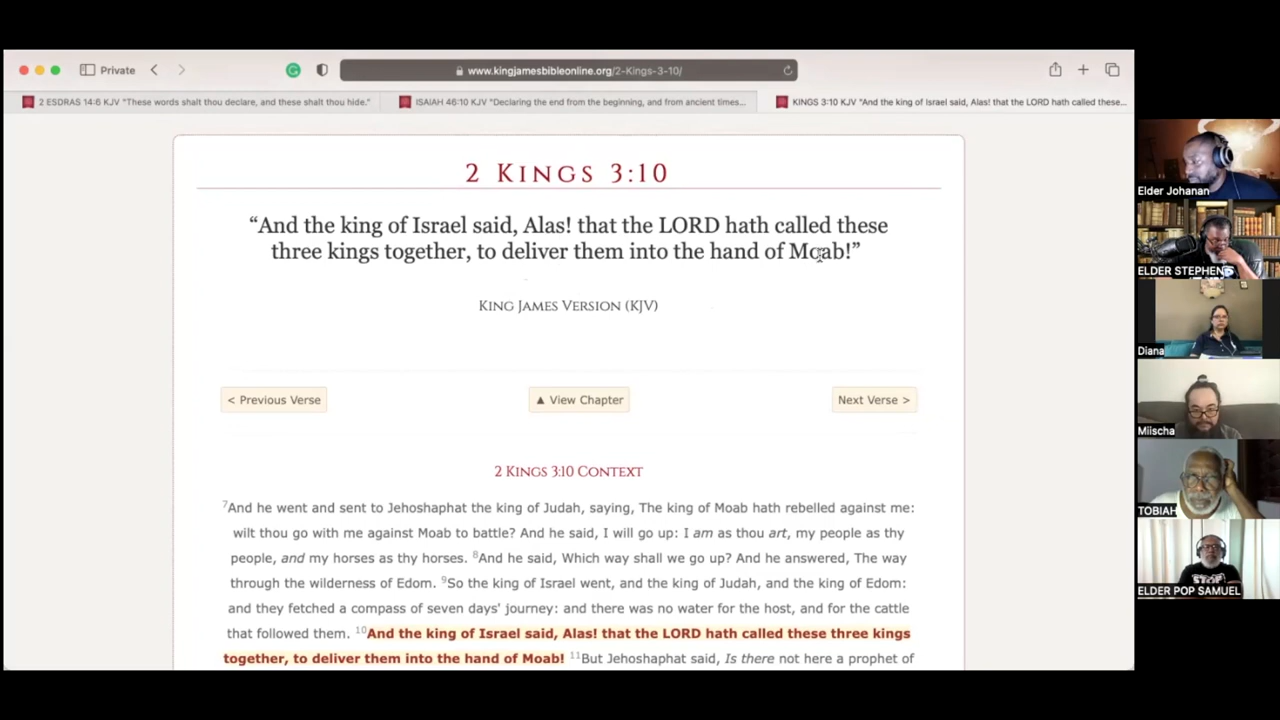 Private
www.kingjamesbibleonline.org/2-Kings-3-10/
2 ESDRAS 14:6 KJV "These words shalt thou declare, and these shalt thou hide."
ISAIAH 46:10 KJV "Declaring the end from the beginning, and from ancient times...
KINGS 3:10 KJV "And the king of Israel said, Alas! that the LORD hath called these...
2 KINGS 3:10
“And the king of Israel said, Alas! that the LORD hath called these
three kings together, to deliver them into the hand of Moab!”
KING JAMES VERSION (KJV)
< Previous Verse
▲ View Chapter
Next Verse >
2 KINGS 3:10 CONTEXT
7And he went and sent to Jehoshaphat the king of Judah, saying, The king of Moab hath rebelled against me:
wilt thou go with me against Moab to battle? And he said, I will go up: I am as thou art, my people as thy
people, and my horses as thy horses. 8And he said, Which way shall we go up? And he answered, The way
through the wilderness of Edom. 9So the king of Israel went, and the king of Judah, and the king of Edom:
and they fetched a compass of seven days' journey: and there was no water for the host, and for the cattle
that followed them. 10And the king of Israel said, Alas! that the LORD hath called these three kings
together, to deliver them into the hand of Moab! 11But Jehoshaphat said, Is there not here a prophet of
Elder Johanan
ELDER STEPHEN
Diana
Miischa
TOBIAH
ELDER POP SAMUEL